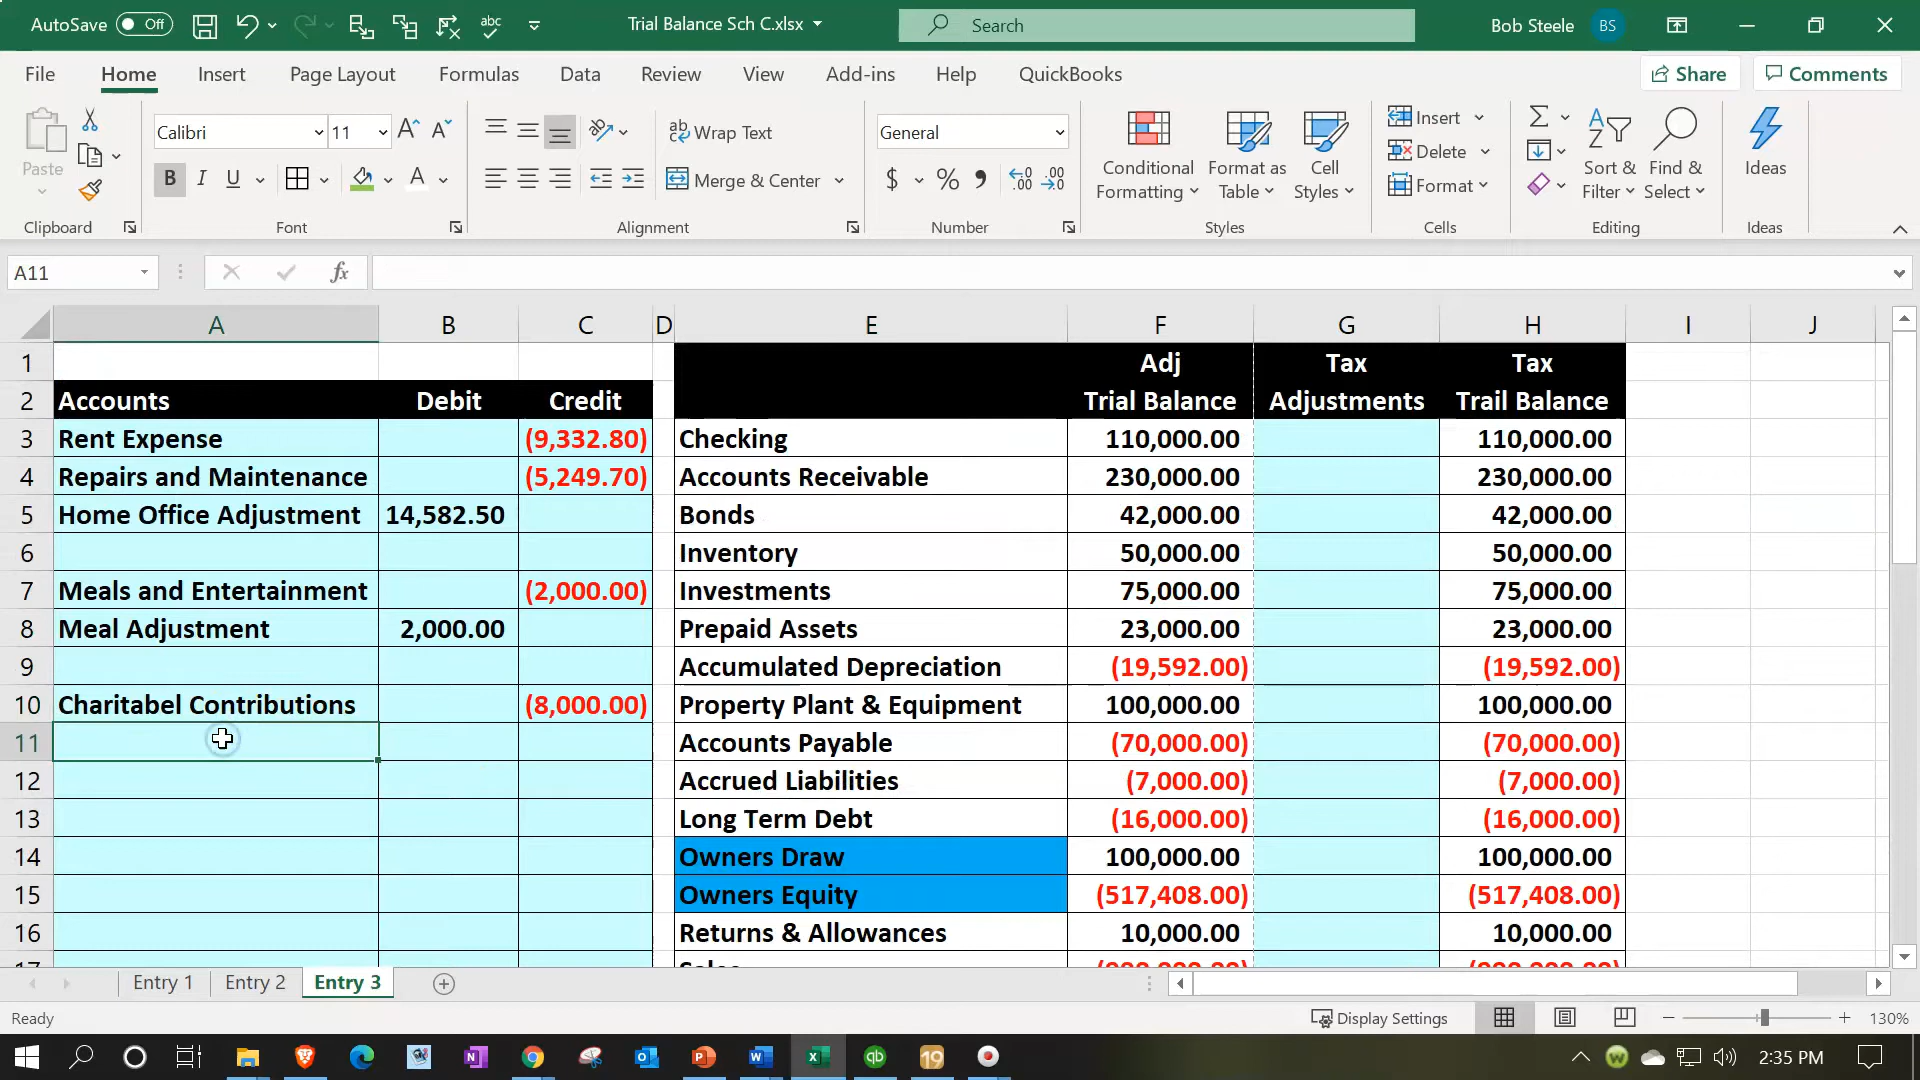 AutoSave Off abc Trial Balance Sch C.xlsx Search Bob Steele BS
File Home Insert Page Layout Formulas Data Review View Add-ins Help QuickBooks Share Comments
Paste Calibri 11 A A ab Wrap Text General Conditional Formatting Format as Table Cell Styles Insert Delete Format Sort & Filter Find & Select Ideas
B I U A Merge & Center $ % 9
Clipboard Font Alignment Number Styles Cells Editing Ideas
A11 fx
A B C D E F G H I J
1 Adj Tax Tax
2 Accounts Debit Credit Trial Balance Adjustments Trail Balance
3 Rent Expense (9,332.80) Checking 110,000.00 110,000.00
4 Repairs and Maintenance (5,249.70) Accounts Receivable 230,000.00 230,000.00
5 Home Office Adjustment 14,582.50 Bonds 42,000.00 42,000.00
6 Inventory 50,000.00 50,000.00
7 Meals and Entertainment (2,000.00) Investments 75,000.00 75,000.00
8 Meal Adjustment 2,000.00 Prepaid Assets 23,000.00 23,000.00
9 Accumulated Depreciation (19,592.00) (19,592.00)
10 Charitabel Contributions (8,000.00) Property Plant & Equipment 100,000.00 100,000.00
11 Accounts Payable (70,000.00) (70,000.00)
12 Accrued Liabilities (7,000.00) (7,000.00)
13 Long Term Debt (16,000.00) (16,000.00)
14 Owners Draw 100,000.00 100,000.00
15 Owners Equity (517,408.00) (517,408.00)
16 Returns & Allowances 10,000.00 10,000.00
Entry 1 Entry 2 Entry 3
Ready Display Settings 130%
2:35 PM